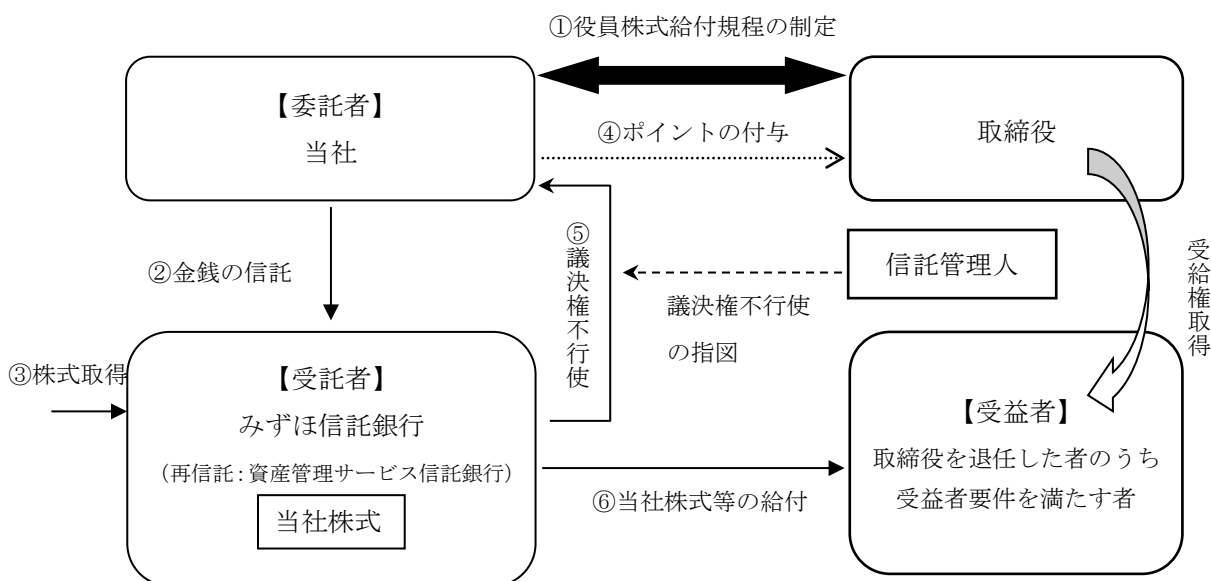 ①役員株式給付規程の制定
【委託者】
当社
④ポイントの付与
取締役
②金銭の信託
⑤議決権不行使
信託管理人
議決権不行使
の指図
受給権取得
③株式取得
【受託者】
みずほ信託銀行
(再信託:資産管理サービス信託銀行)
当社株式
⑥当社株式等の給付
【受益者】
取締役を退任した者のうち
受益者要件を満たす者